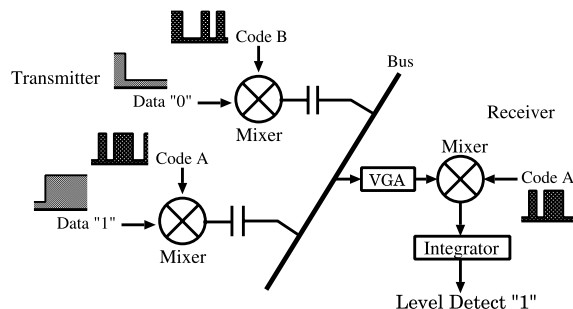 Code B
Bus
Transmitter
Data "0"
Mixer
Receiver
Code A
Mixer
VGA
Code A
Data "1"
Mixer
Integrator
Level Detect "1"